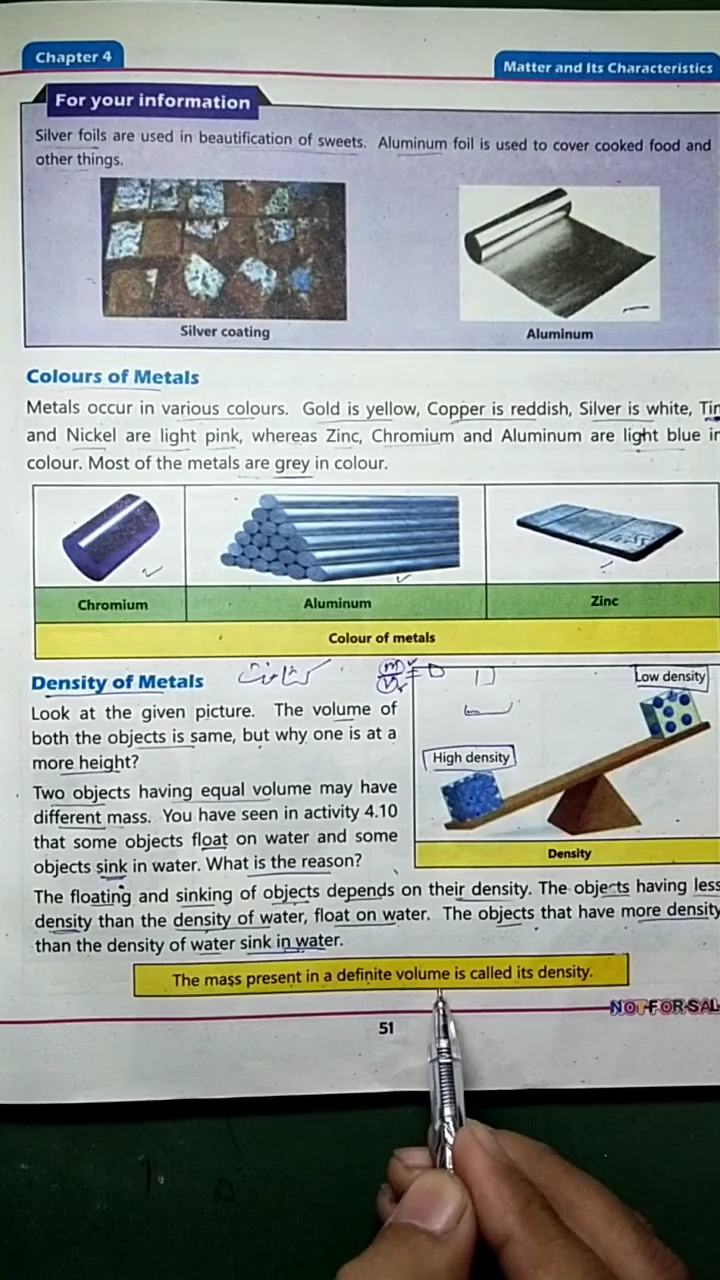 Chapter 4
Matter and Its Characteristics
For your information
Silver foils are used in beautification of sweets. Aluminum foil is used to cover cooked food and
other things.
Silver coating
Aluminum
Colours of Metals
Metals occur in various colours. Gold is yellow, Copper is reddish, Silver is white, Tin
and Nickel are light pink, whereas Zinc, Chromium and Aluminum are light blue in
colour. Most of the metals are grey in colour.
Chromium
Aluminum
Zinc
Colour of metals
Density of Metals
کثافت
m/v = D
Look at the given picture. The volume of
both the objects is same, but why one is at a
more height?
Two objects having equal volume may have
different mass. You have seen in activity 4.10
that some objects float on water and some
objects sink in water. What is the reason?
Low density
High density
Density
The floating and sinking of objects depends on their density. The objects having less
density than the density of water, float on water. The objects that have more density
than the density of water sink in water.
The mass present in a definite volume is called its density.
NOT FOR SAL
51